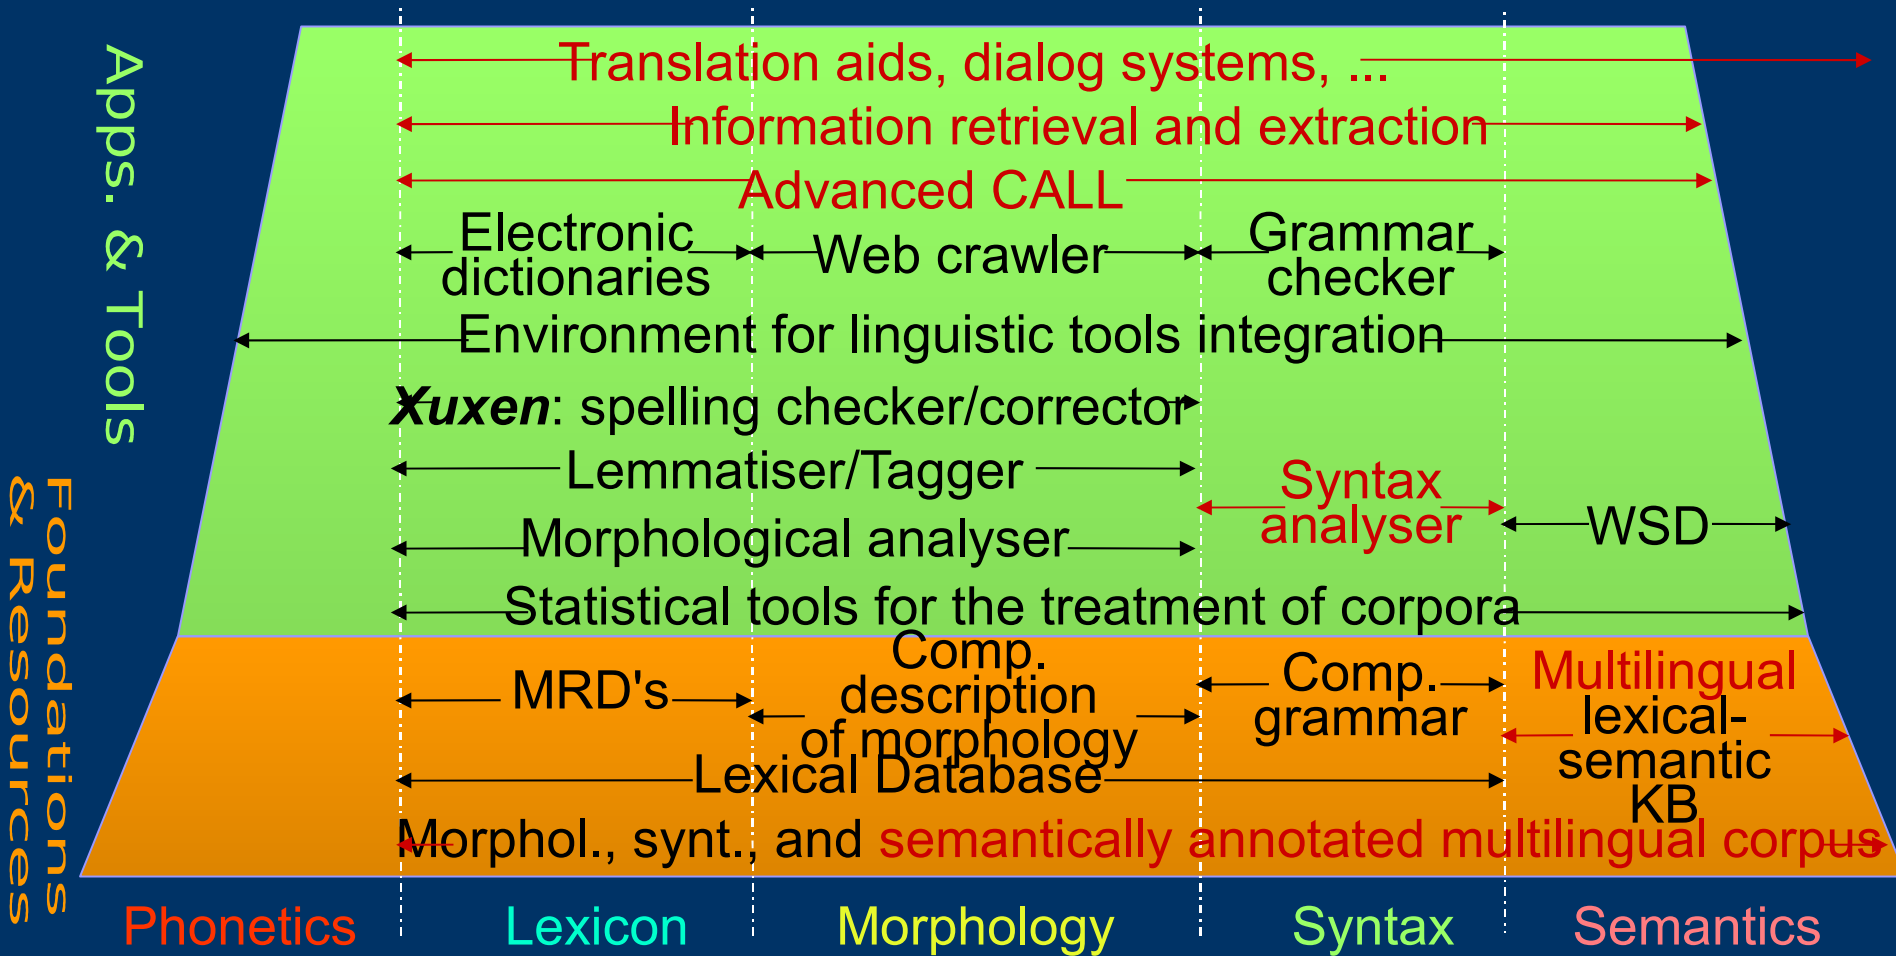 Apps. & Tools
Translation aids, dialog systems, ...
Information retrieval and extraction
Advanced CALL
Electronic
dictionaries
Web crawler
Grammar
checker
Environment for linguistic tools integration
Xuxen: spelling checker/corrector
Lemmatiser/Tagger
Syntax
analyser
Morphological analyser
WSD
Statistical tools for the treatment of corpora
Foundations
& Resources
MRD's
Comp.
description
of morphology
Comp.
grammar
Multilingual
lexical-
semantic
KB
Lexical Database
Morphol., synt., and semantically annotated multilingual corpus
Phonetics
Lexicon
Morphology
Syntax
Semantics